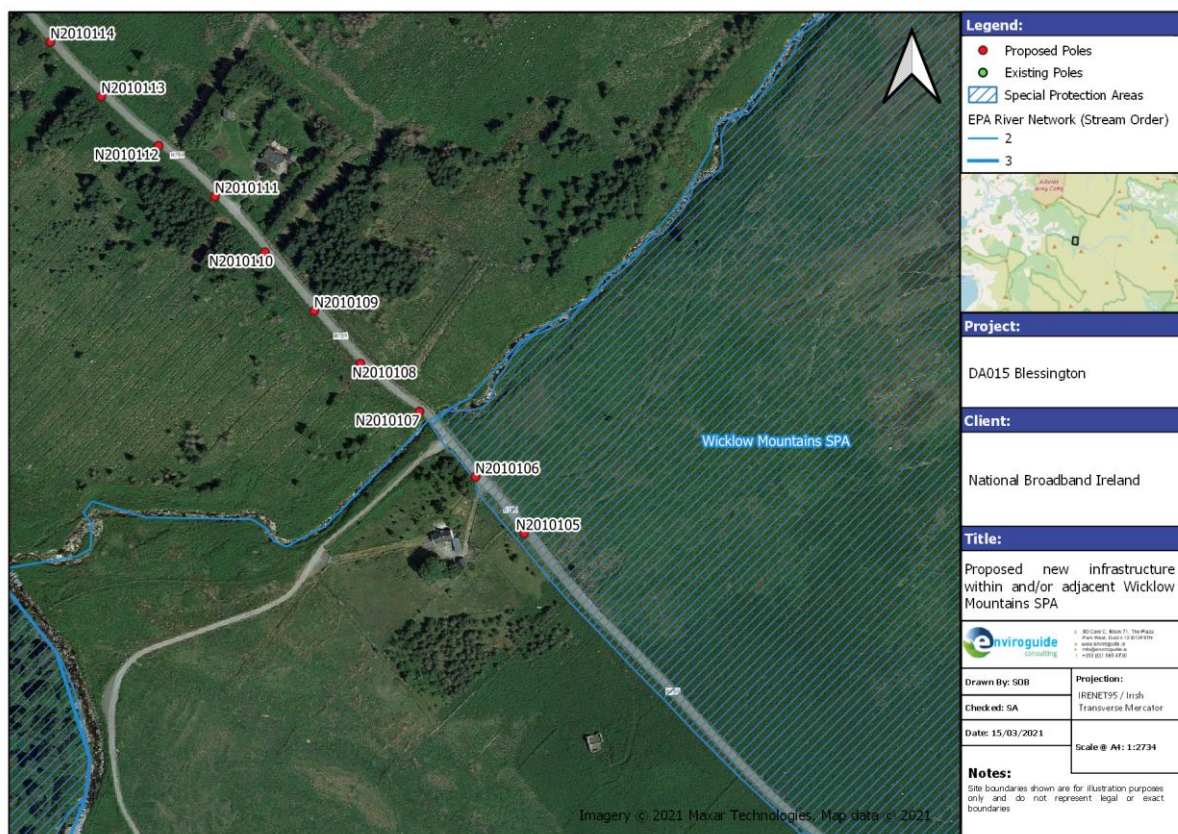 N2010114
N2010113
N2010112
N2010111
N2010110
N2010109
N2010108
N2010107
N2010106
N2010105
Wicklow Mountains SPA
Imagery © 2021 Maxar Technologies, Map data © 2021
Legend:
Proposed Poles
Existing Poles
Special Protection Areas
EPA River Network (Stream Order)
2
3
Project:
DA015 Blessington
Client:
National Broadband Ireland
Title:
Proposed new infrastructure
within and/or adjacent Wicklow
Mountains SPA
enviroguide
consulting
Drawn By: SOB
Checked: SA
Date: 15/03/2021
Projection:
IRENET95 / Irish
Transverse Mercator
Scale @ A4: 1:2734
Notes:
Site boundaries shown are for illustration purposes
only and do not represent legal or exact
boundaries